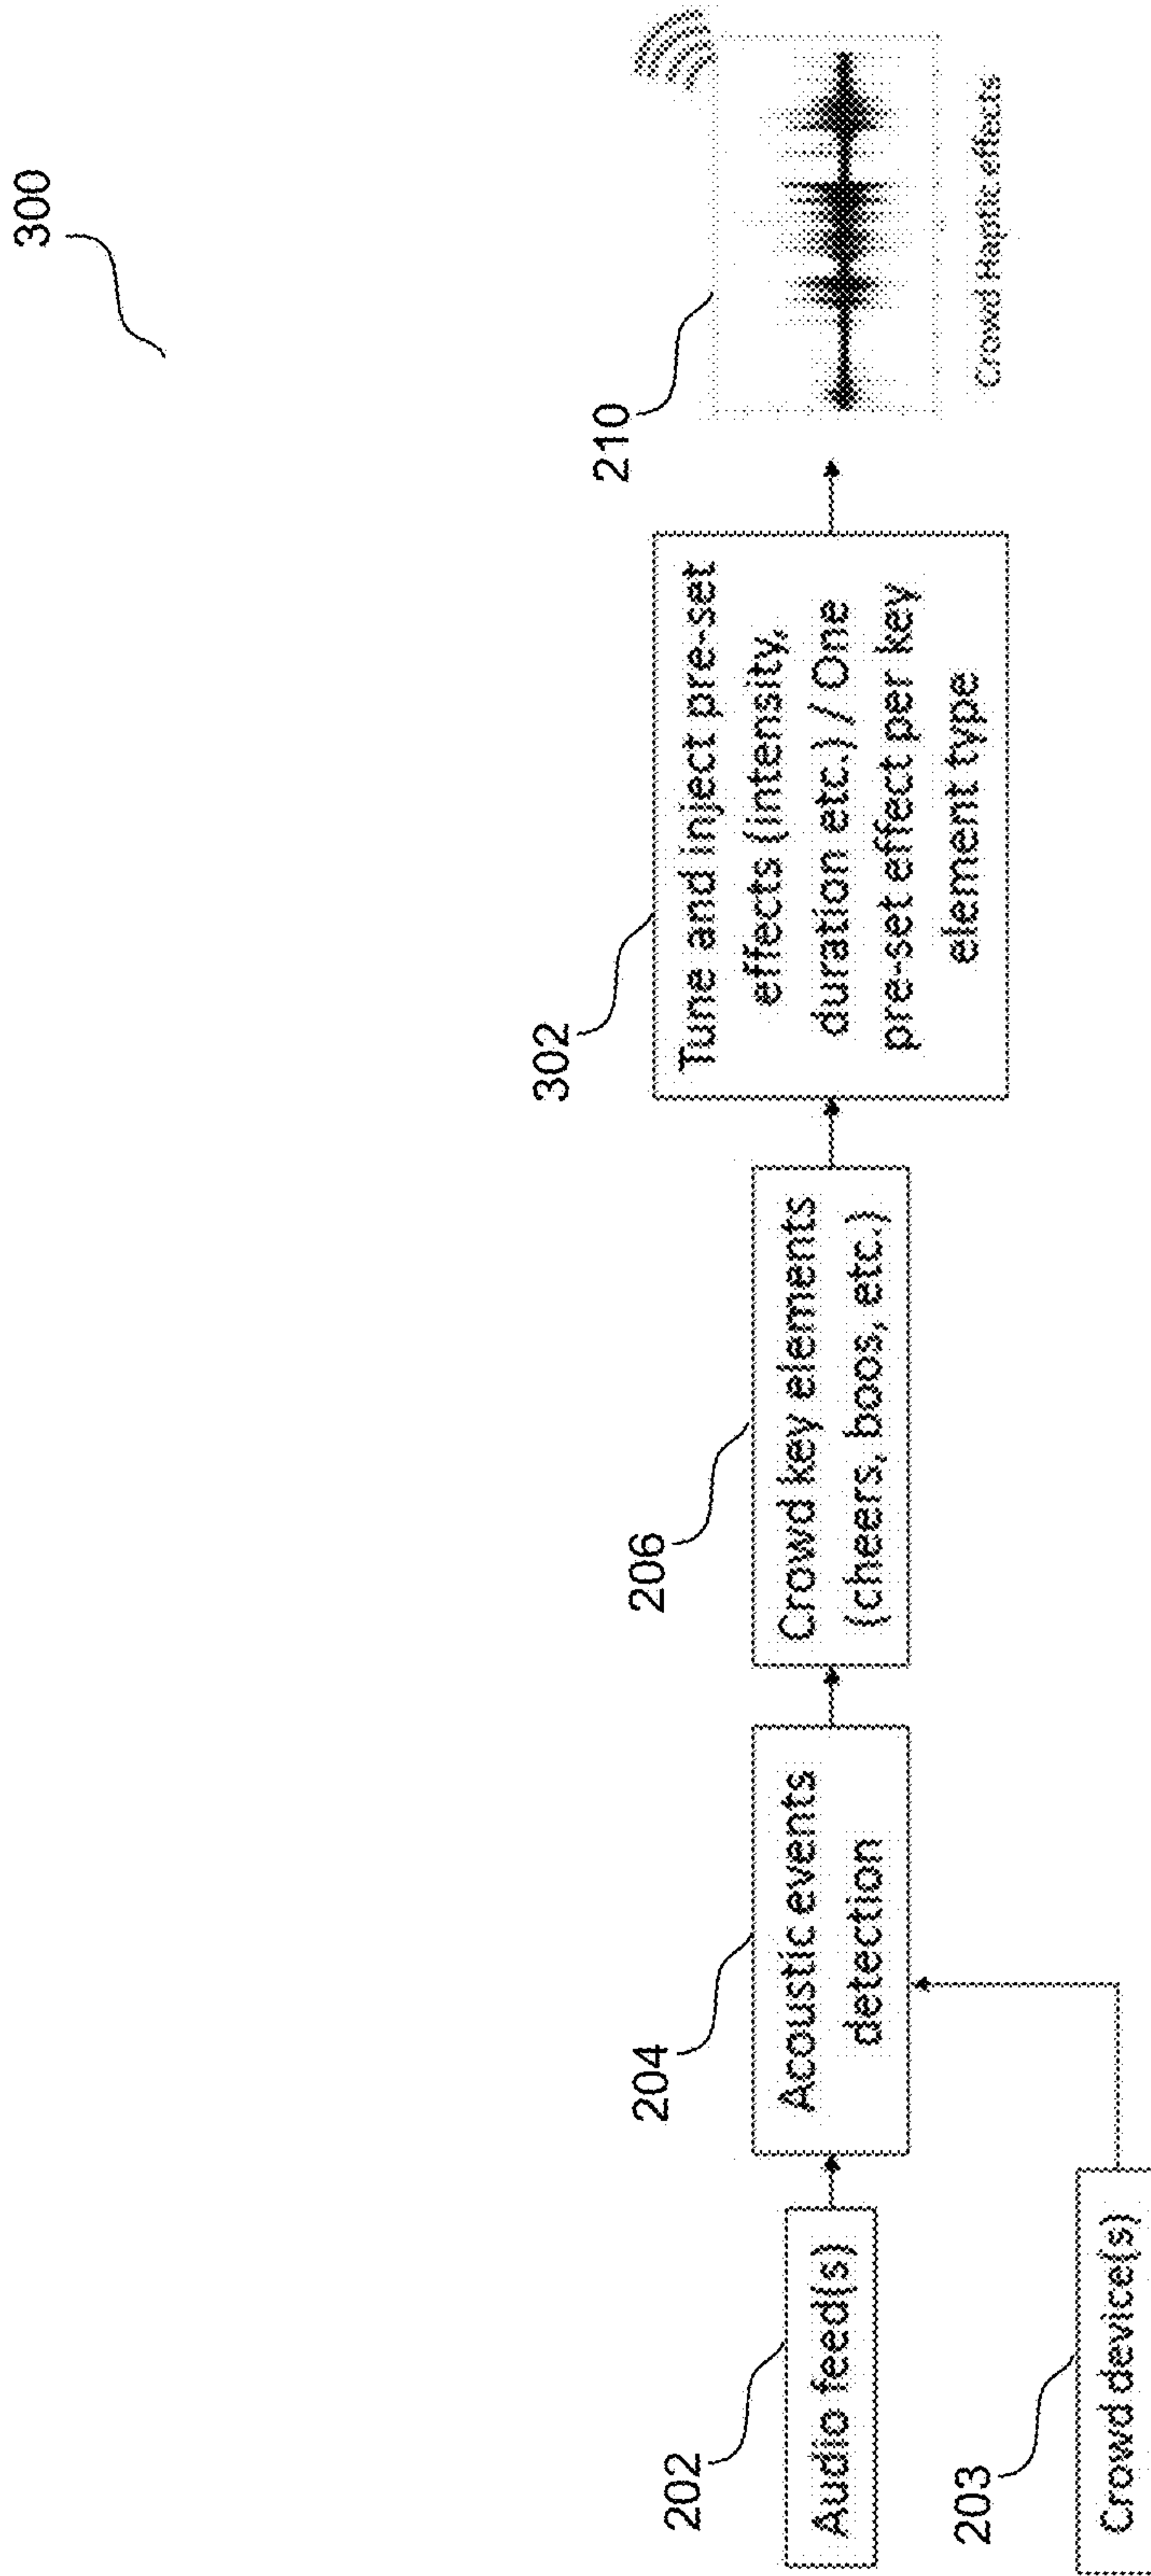 300
202
Audio feed(s)
203
Crowd device(s)
204
Acoustic events
detection
206
Crowd key elements
(cheers, boos, etc.)
302
Tune and inject pre-set
effects (intensity,
duration etc.) / One
pre-set effect per key
element type
210
Crowd Haptic effects